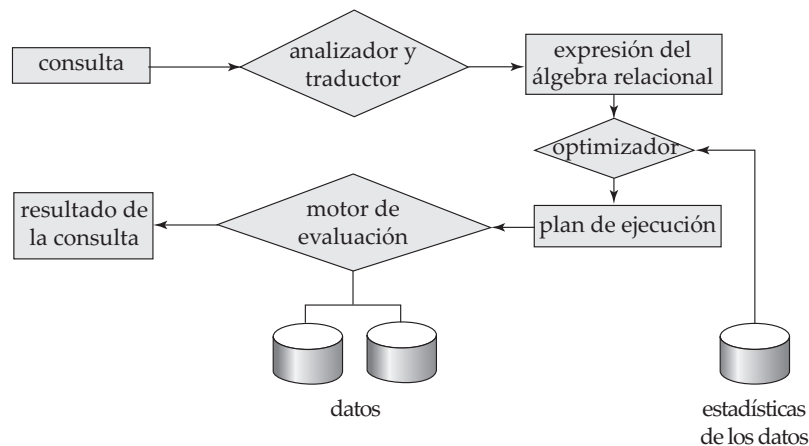 consulta
analizador y
traductor
expresión del
álgebra relacional
optimizador
plan de ejecución
motor de
evaluación
resultado de
la consulta
datos
estadísticas
de los datos